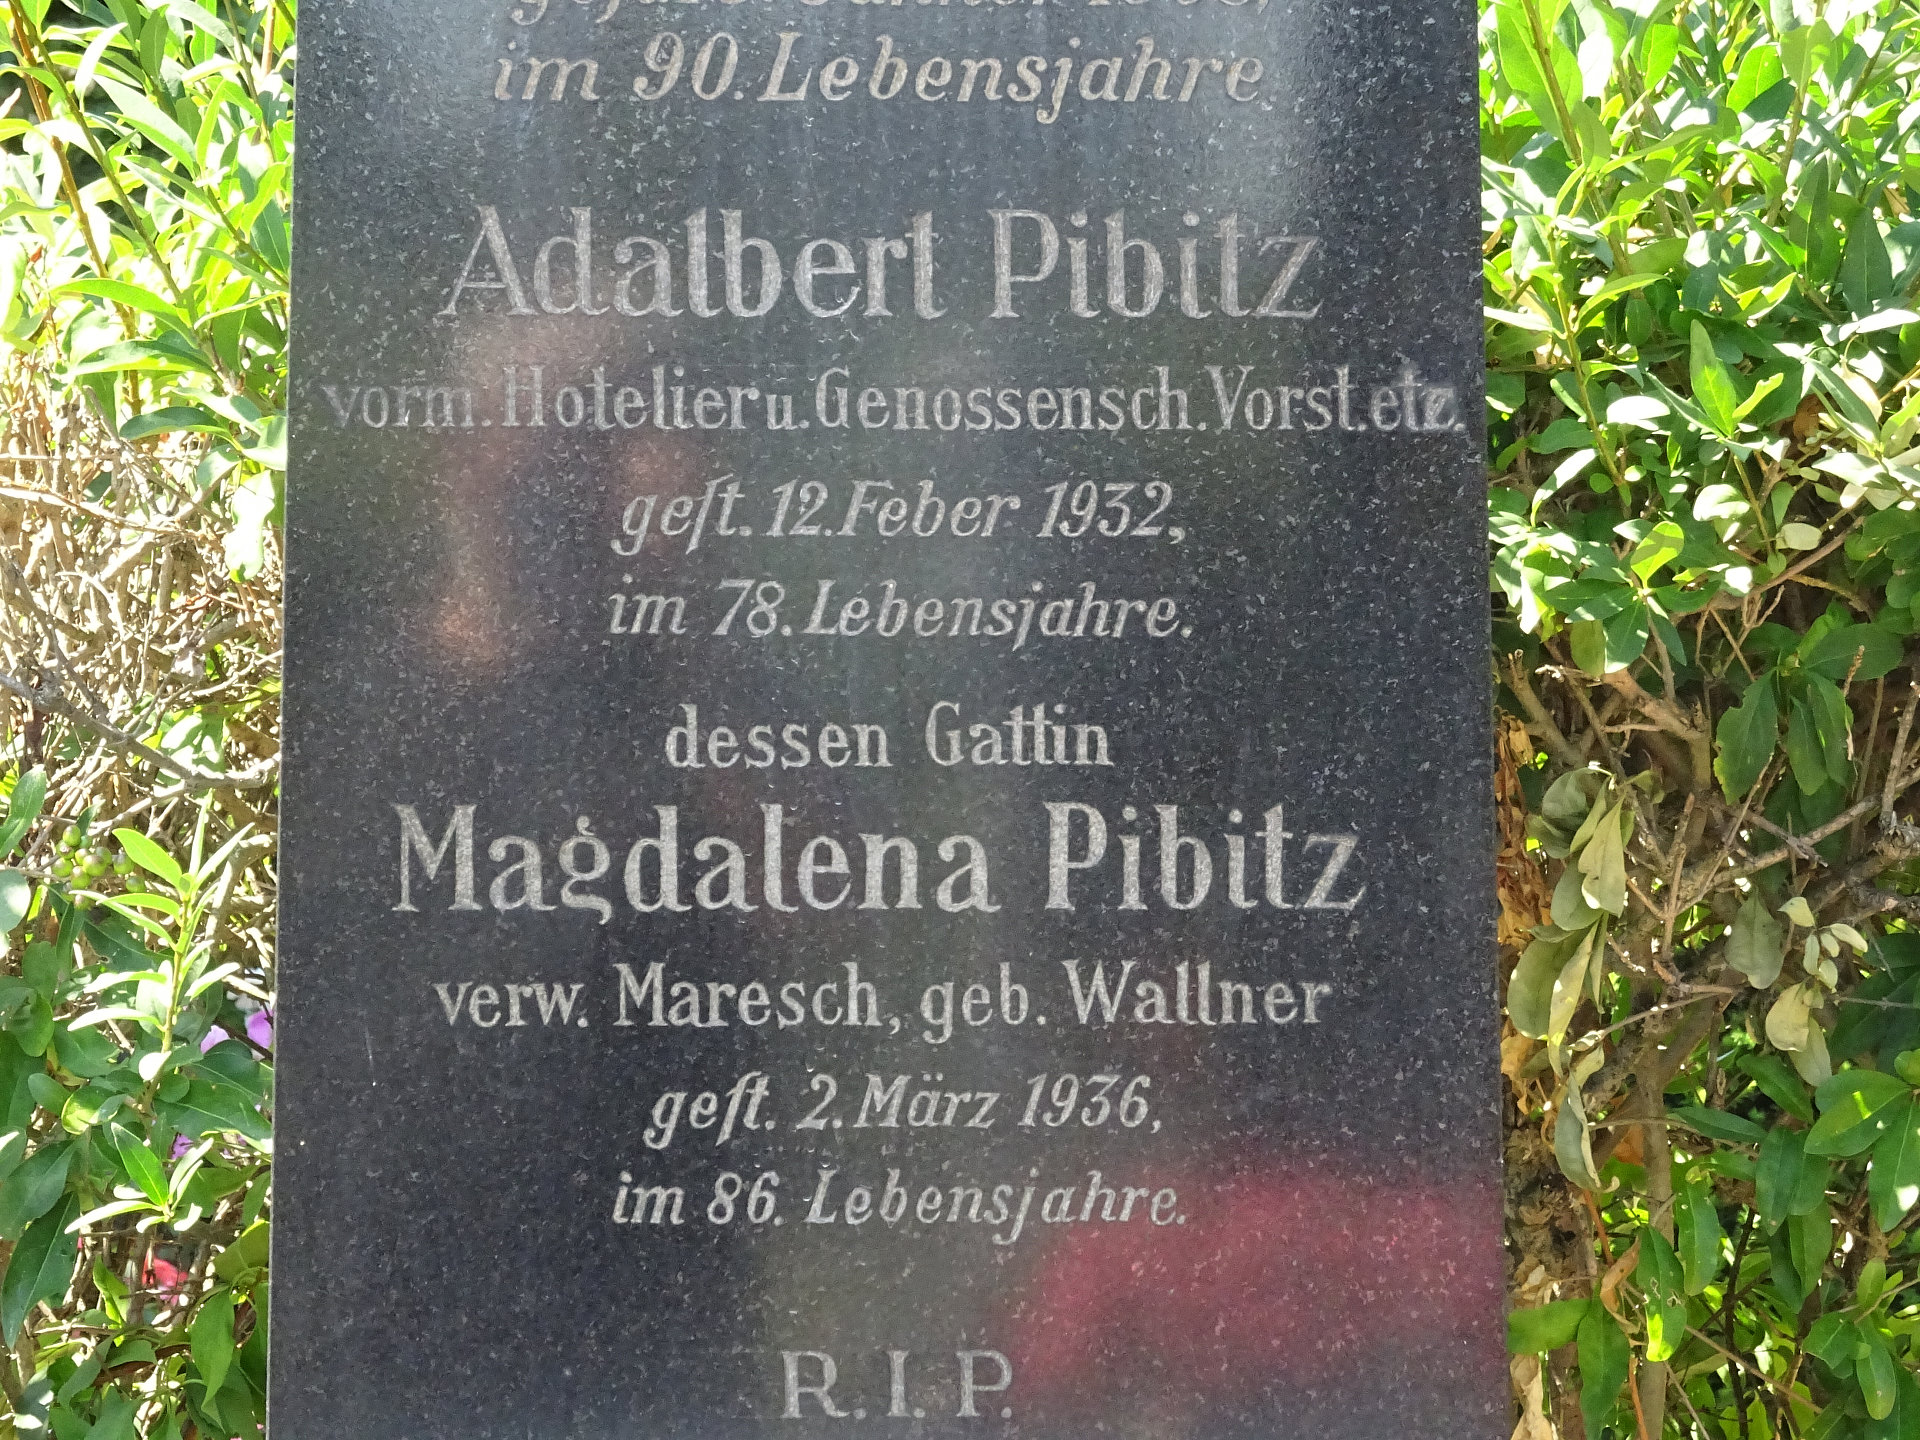 im 90. Lebensjahre
Adalbert Pibitz
vorm. Hotelier u. Genossensch. Vorst. etz.
gest. 12. Feber 1932,
im 78. Lebensjahre.
dessen Gattin
Magdalena Pibitz
verw. Maresch, geb. Wallner
gest. 2. März 1936,
im 86. Lebensjahre.
R. I. P.